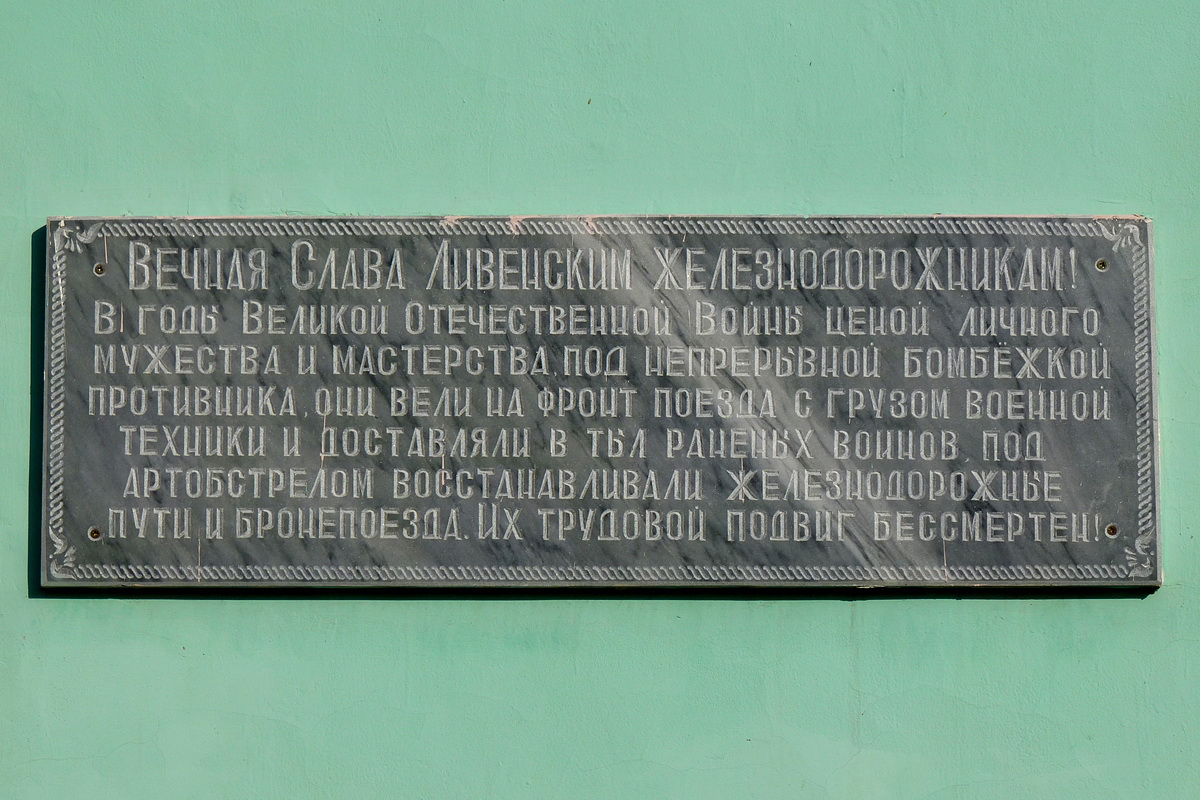 Вечная Слава Ливенским железнодорожникам!
В годы Великой Отечественной Войны ценой личного
мужества и мастерства, под непрерывной бомбёжкой
противника, они вели на фронт поезда с грузом военной
техники и доставляли в тыл раненых воинов, под
артобстрелом восстанавливали железнодорожные
пути и бронепоезда. Их трудовой подвиг бессмертен!